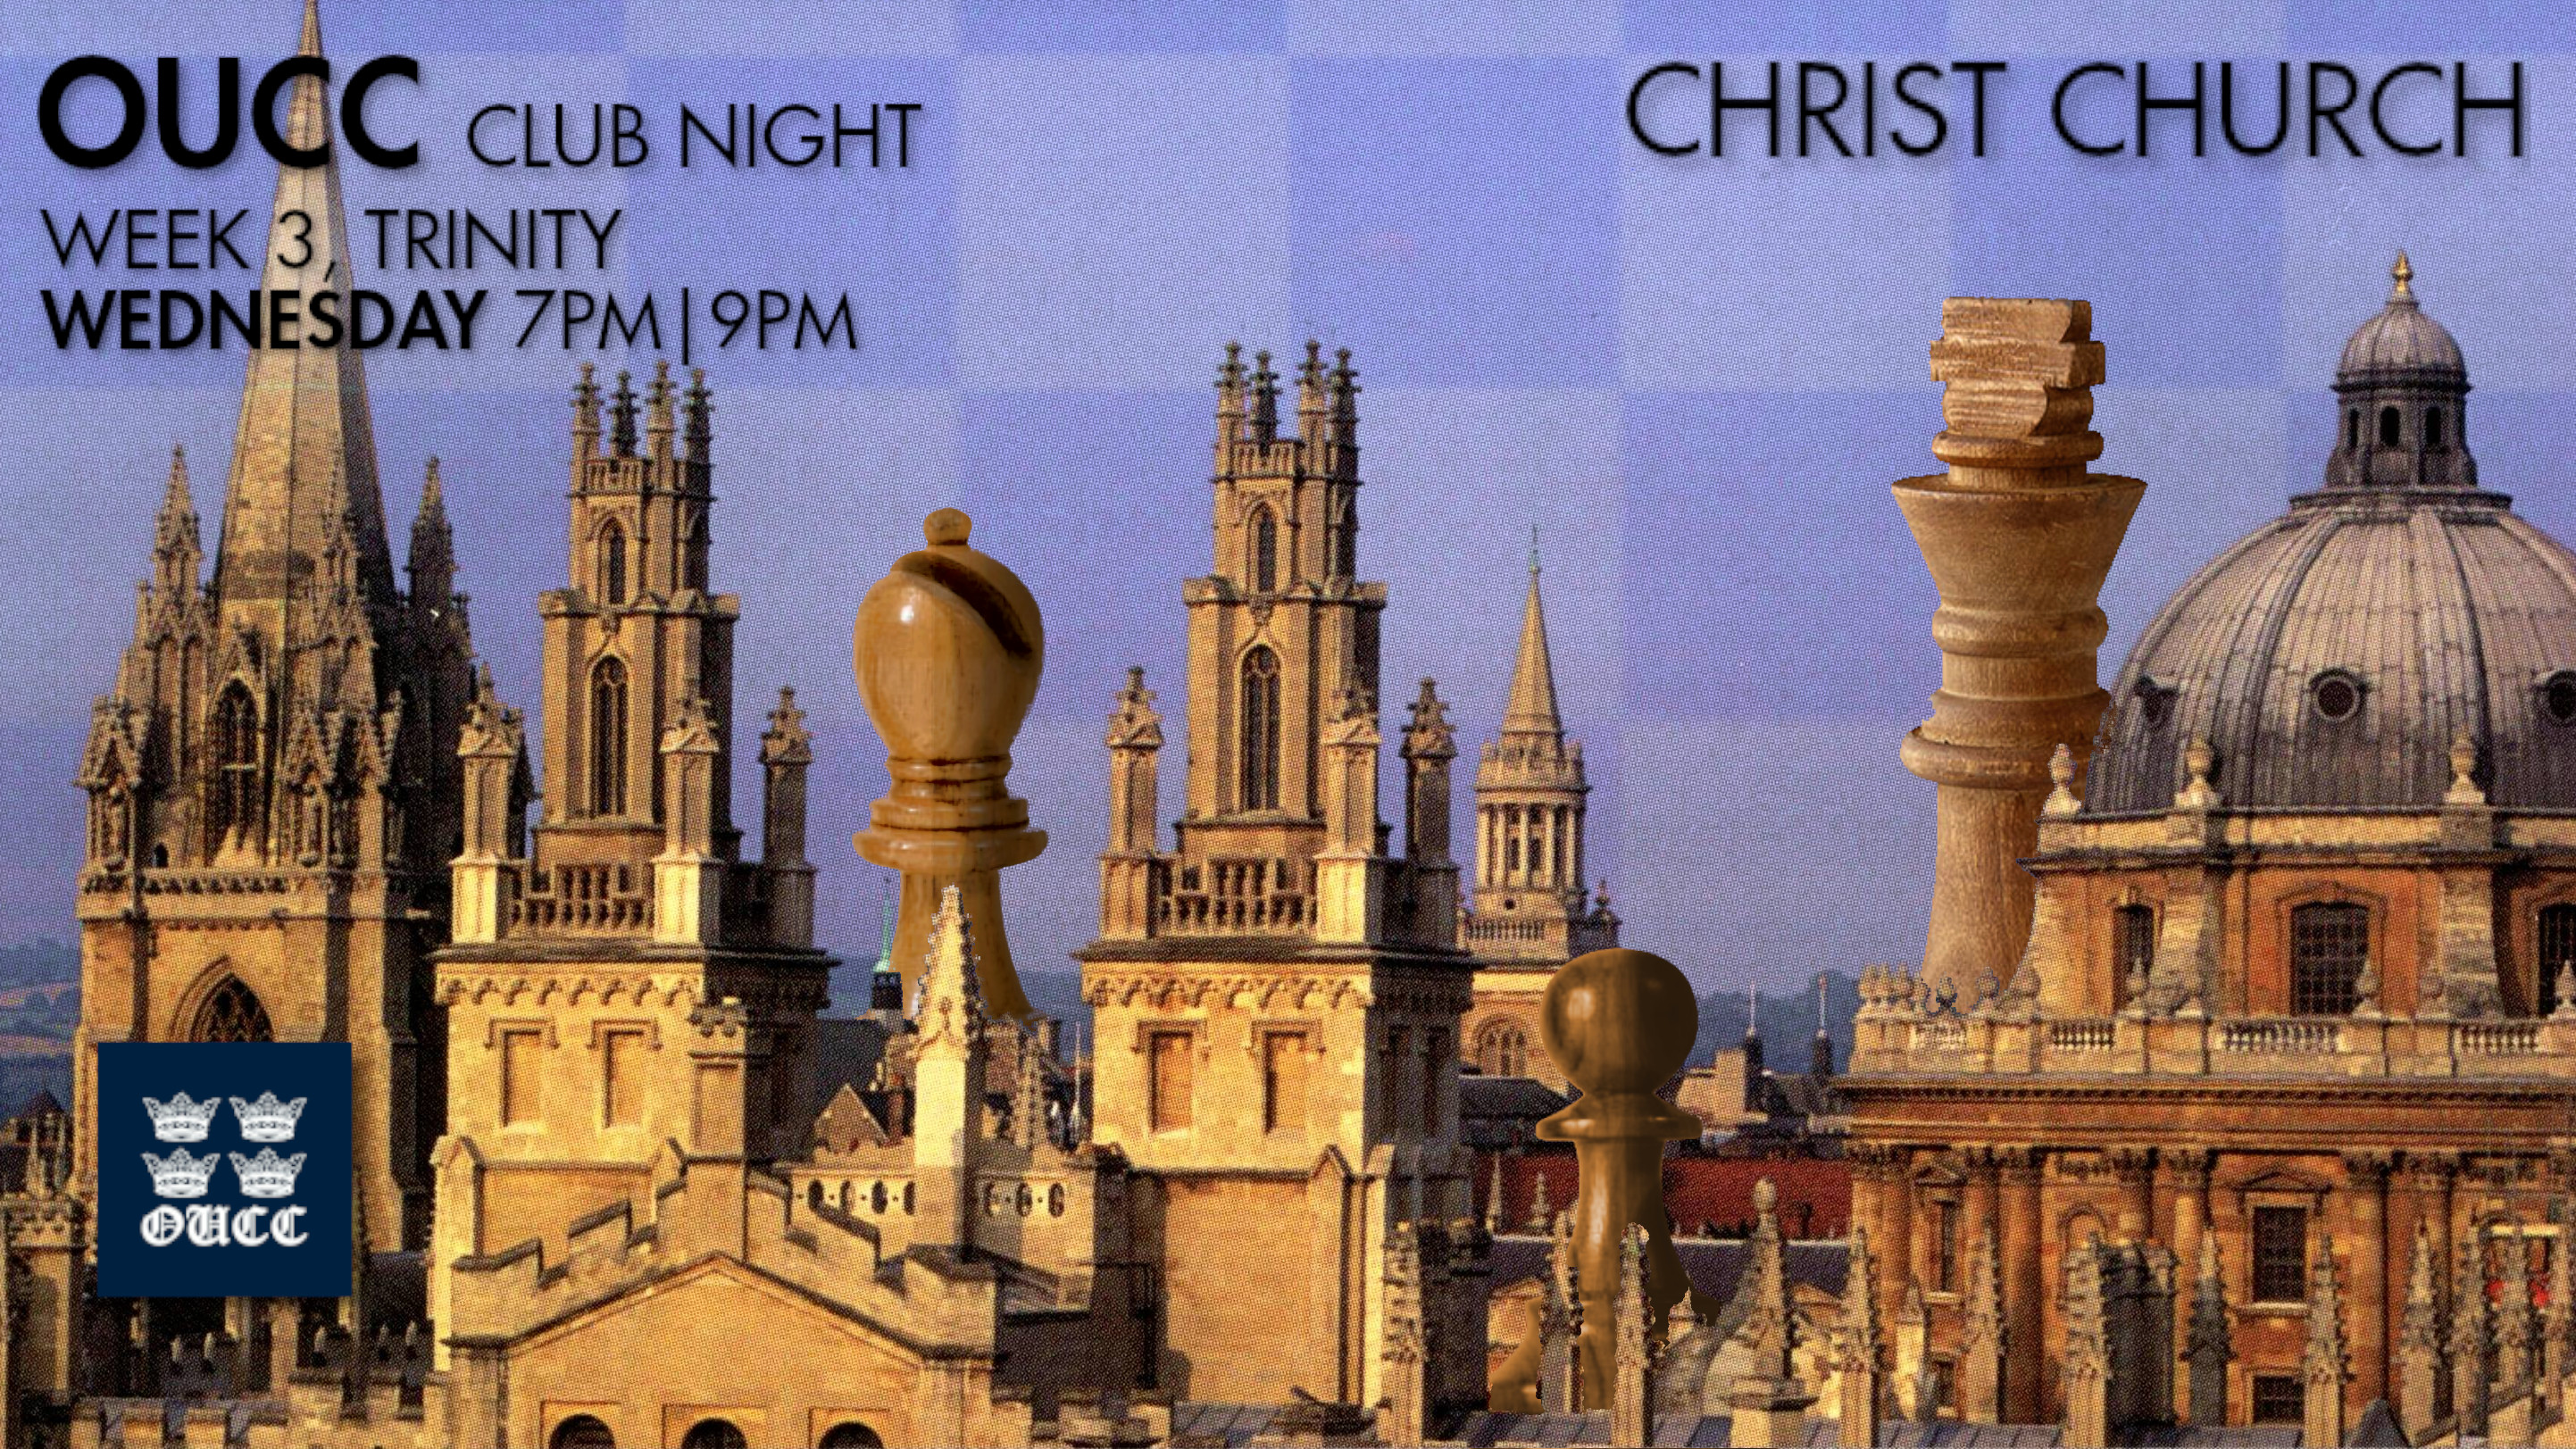 OUCC CLUB NIGHT
WEEK 3, TRINITY
WEDNESDAY 7PM|9PM
CHRIST CHURCH
OUCC